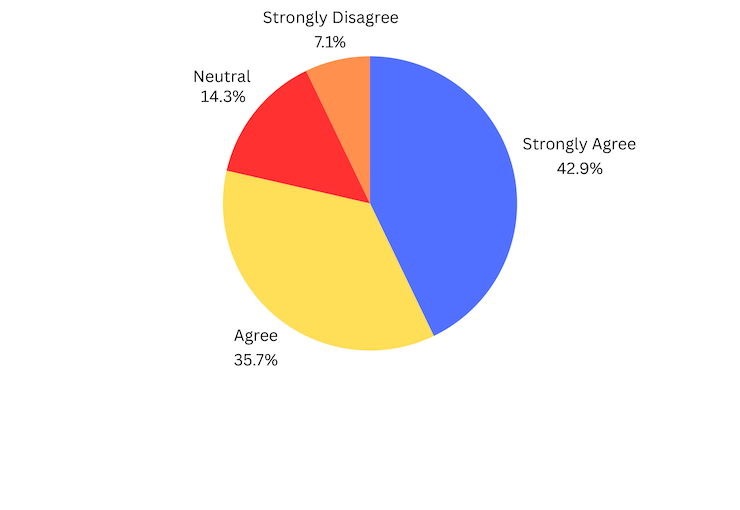 Strongly Disagree
7.1%
Neutral
14.3%
Strongly Agree
42.9%
Agree
35.7%